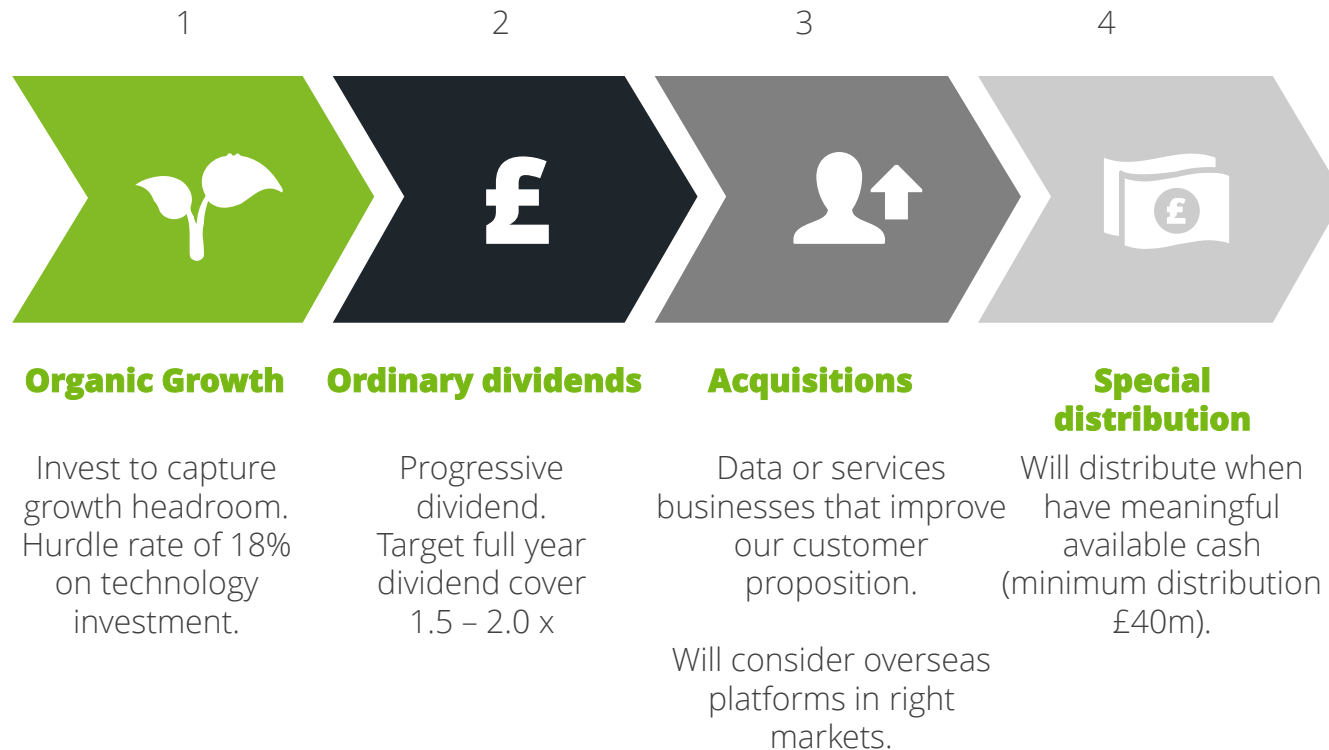 1
2
3
4
£
£
Organic Growth
Invest to capture
growth headroom.
Hurdle rate of 18%
on technology
investment.
Ordinary dividends
Progressive
dividend.
Target full year
dividend cover
1.5 – 2.0 x
Acquisitions
Data or services
businesses that improve
our customer
proposition.
Will consider overseas
platforms in right
markets.
Special
distribution
Will distribute when
have meaningful
available cash
(minimum distribution
£40m).